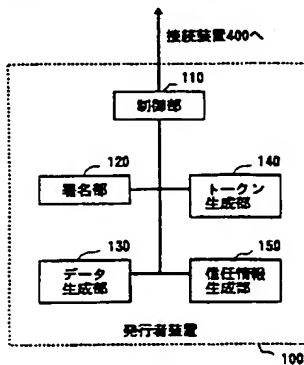 接続装置400へ
110
制御部
120
署名部
140
トークン
生成部
130
データ
生成部
150
信任情報
生成部
発行者装置
100